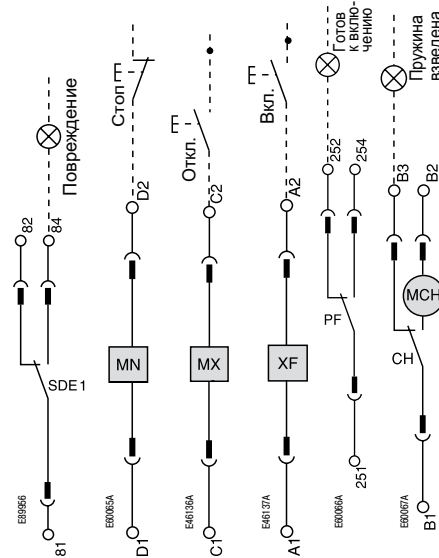 82
84
Повреждение
SDE1
E89956
81
D2
Стоп
MN
E60065A
D1
C2
Откл.
MX
E46136A
C1
A2
Вкл.
XF
E46137A
A1
252
254
Готов
к вклю-
чению
PF
E60066A
251
B3
B2
Пружина
взведена
MCH
CH
E60067A
B1